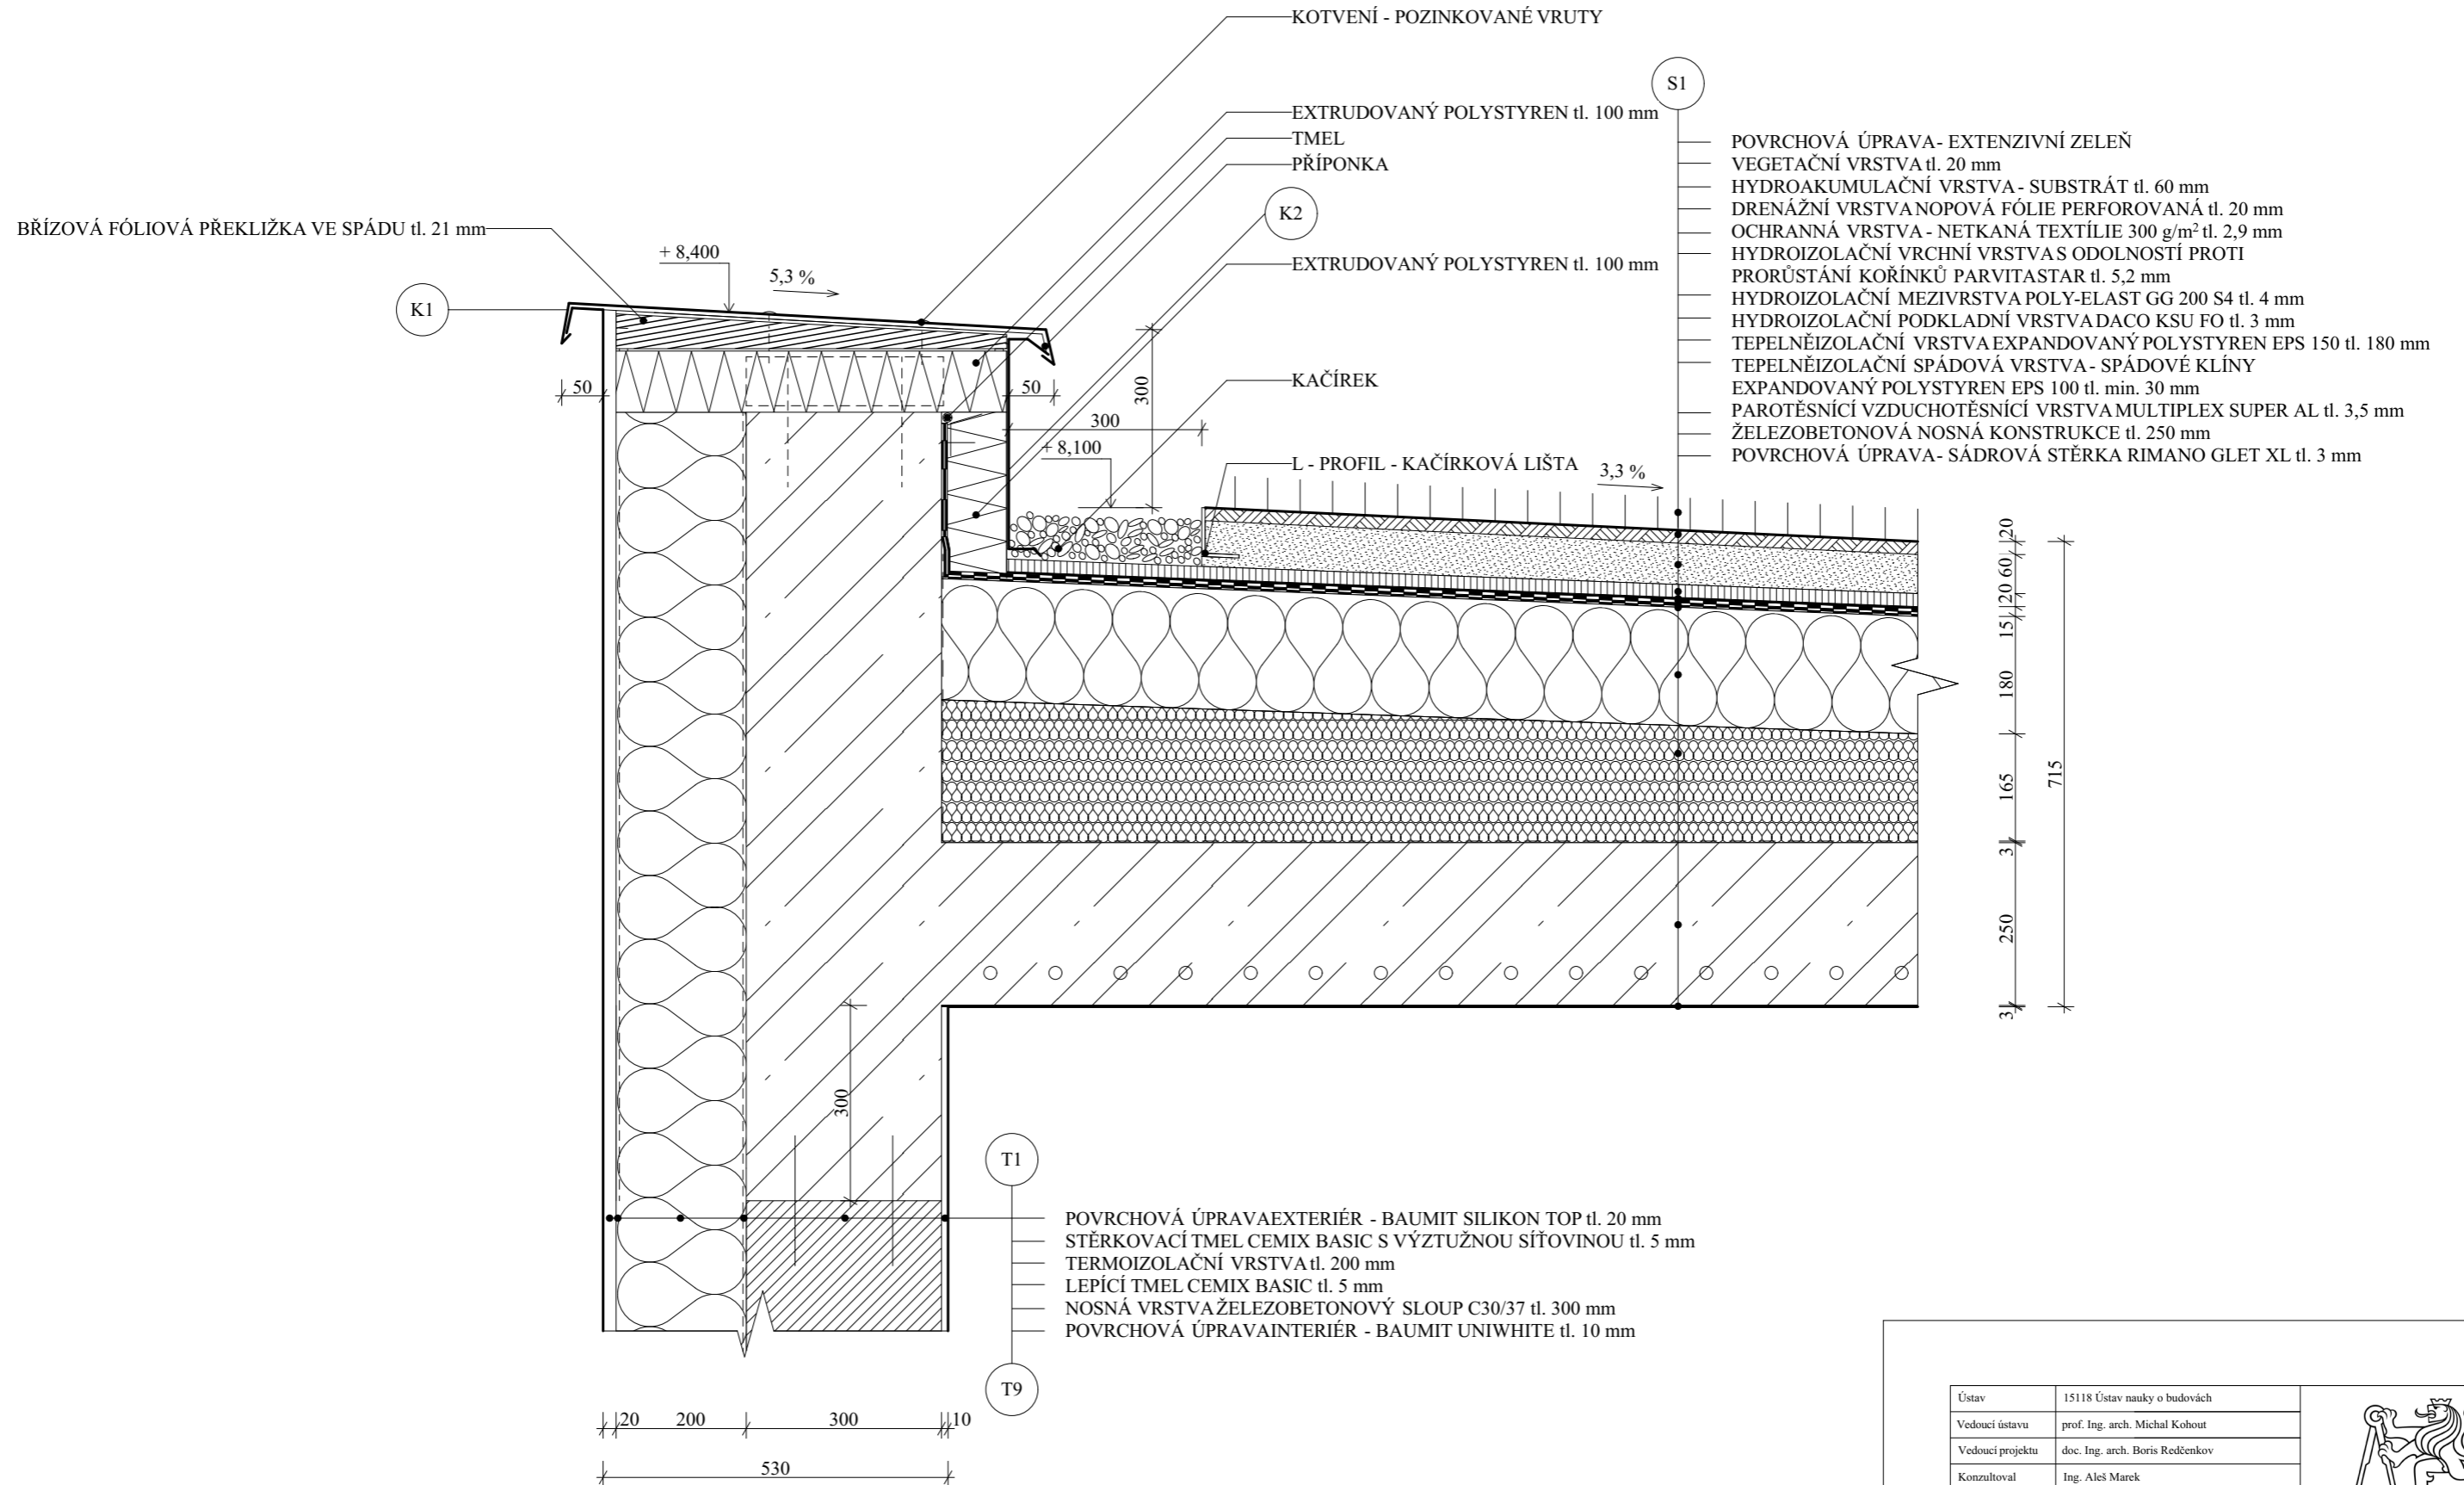 KOTVENÍ - POZINKOVANÉ VRUTY
S1
EXTRUDOVANÝ POLYSTYREN tl. 100 mm
TMEL
PŘÍPONKA
K2
EXTRUDOVANÝ POLYSTYREN tl. 100 mm
BŘÍZOVÁ FÓLIOVÁ PŘEKLIŽKA VE SPÁDU tl. 21 mm
+ 8,400
5,3 %
K1
POVRCHOVÁ ÚPRAVA- EXTENZIVNÍ ZELEŇ
VEGETAČNÍ VRSTVA tl. 20 mm
HYDROAKUMULAČNÍ VRSTVA - SUBSTRÁT tl. 60 mm
DRENÁŽNÍ VRSTVA NOPOVÁ FÓLIE PERFOROVANÁ tl. 20 mm
OCHRANNÁ VRSTVA - NETKANÁ TEXTÍLIE 300 g/m² tl. 2,9 mm
HYDROIZOLAČNÍ VRCHNÍ VRSTVA S ODOLNOSTÍ PROTI
PRORŮSTÁNÍ KOŘÍNKŮ PARVITASTAR tl. 5,2 mm
HYDROIZOLAČNÍ MEZIVRSTVA POLY-ELAST GG 200 S4 tl. 4 mm
HYDROIZOLAČNÍ PODKLADNÍ VRSTVA DACO KSU FO tl. 3 mm
TEPELNĚIZOLAČNÍ VRSTVA EXPANDOVANÝ POLYSTYREN EPS 150 tl. 180 mm
TEPELNĚIZOLAČNÍ SPÁDOVÁ VRSTVA - SPÁDOVÉ KLÍNY
EXPANDOVANÝ POLYSTYREN EPS 100 tl. min. 30 mm
PAROTĚSNÍCÍ VZDUCHOTĚSNÍCÍ VRSTVA MULTIPLEX SUPER AL tl. 3,5 mm
ŽELEZOBETONOVÁ NOSNÁ KONSTRUKCE tl. 250 mm
POVRCHOVÁ ÚPRAVA- SÁDROVÁ STĚRKA RIMANO GLET XL tl. 3 mm
50
50
300
KAČÍREK
300
+ 8,100
L - PROFIL - KAČÍRKOVÁ LIŠTA
3,3 %
20
60
20
15
180
165
3
250
3
715
300
T1
POVRCHOVÁ ÚPRAVA EXTERIÉR - BAUMIT SILIKON TOP tl. 20 mm
STĚRKOVACÍ TMEL CEMIX BASIC S VÝZTUŽNOU SÍŤOVINOU tl. 5 mm
TERMOIZOLAČNÍ VRSTVA tl. 200 mm
LEPÍCÍ TMEL CEMIX BASIC tl. 5 mm
NOSNÁ VRSTVA ŽELEZOBETONOVÝ SLOUP C30/37 tl. 300 mm
POVRCHOVÁ ÚPRAVA INTERIÉR - BAUMIT UNIWHITE tl. 10 mm
T9
20 200 300 10
530
Ústav 15118 Ústav nauky o budovách
Vedoucí ústavu prof. Ing. arch. Michal Kohout
Vedoucí projektu doc. Ing. arch. Boris Redčenkov
Konzultoval Ing. Aleš Marek